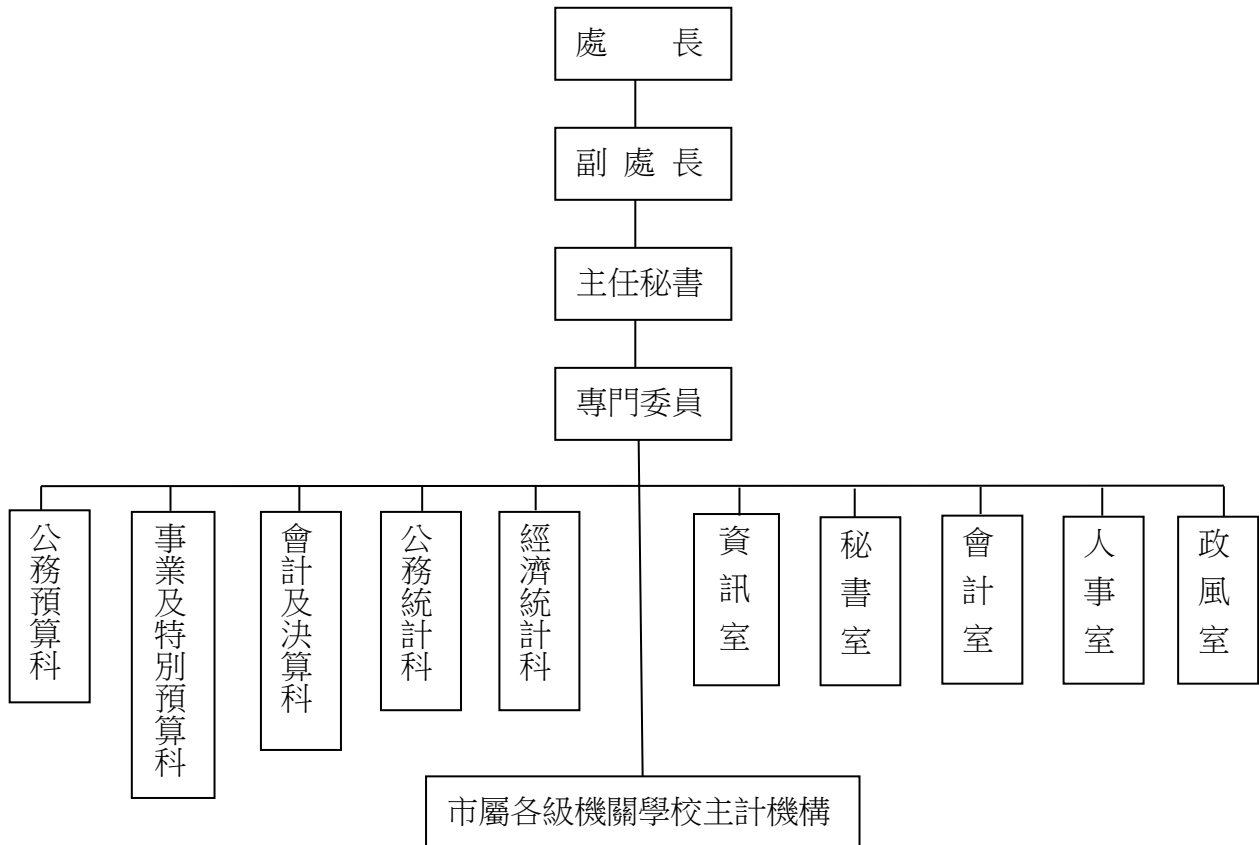 處長
副處長
主任秘書
專門委員
公務預算科
事業及特別預算科
會計及決算科
公務統計科
經濟統計科
資訊室
秘書室
會計室
人事室
政風室
市屬各級機關學校主計機構